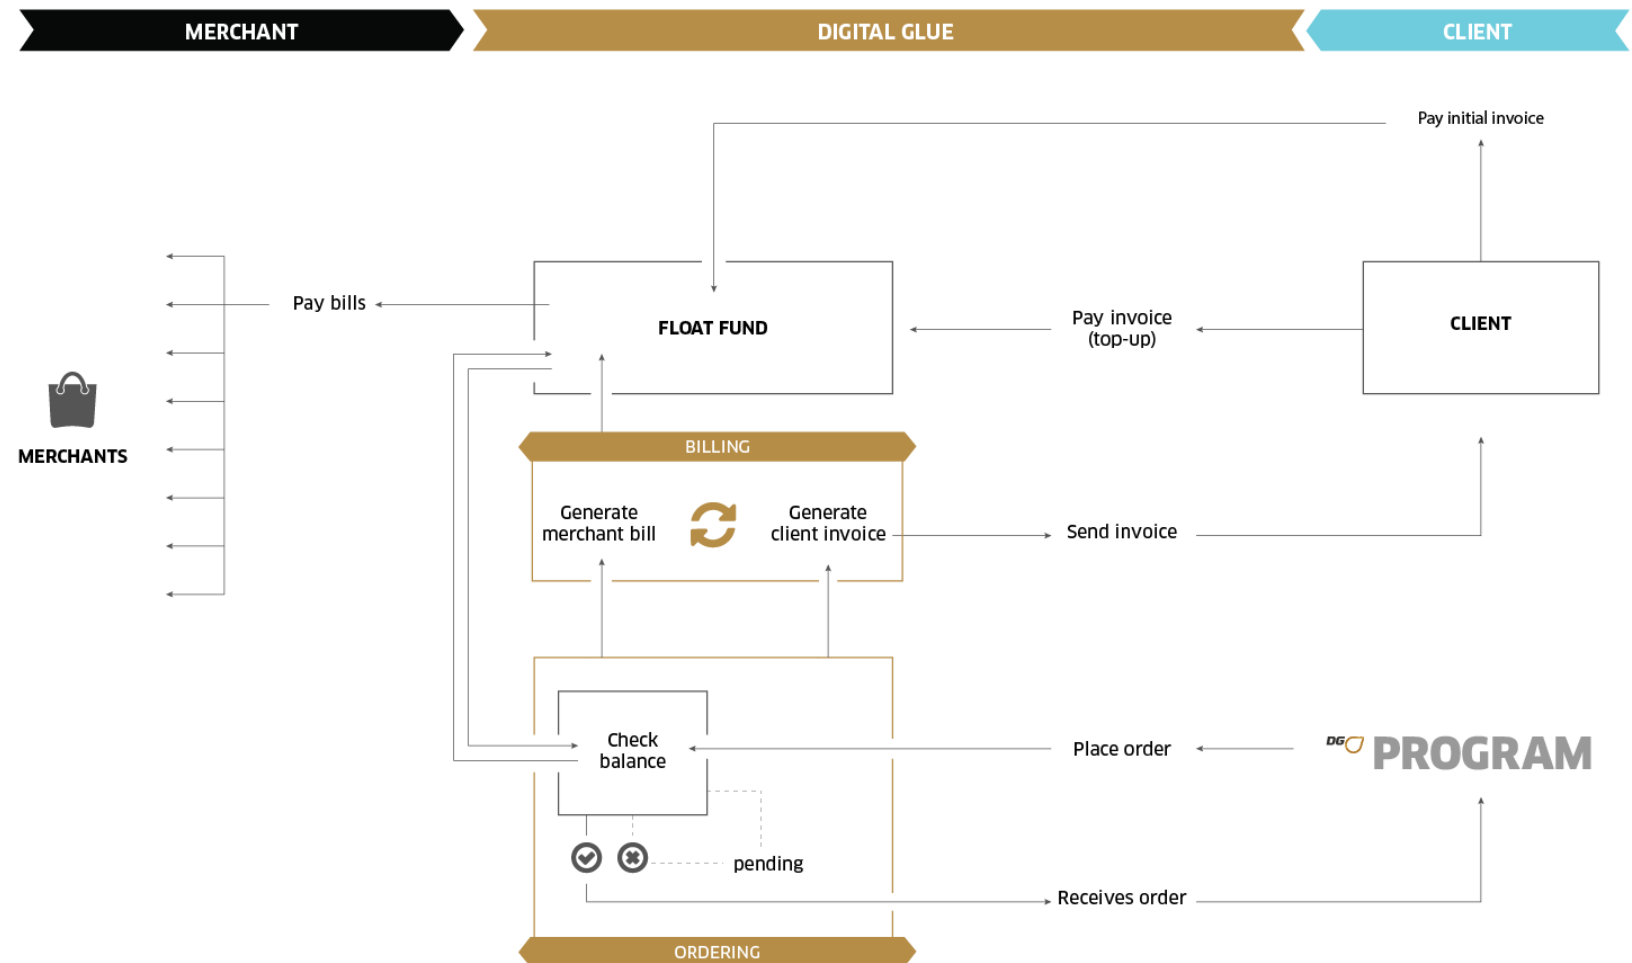 MERCHANT
DIGITAL GLUE
CLIENT
Pay initial invoice
Pay bills
FLOAT FUND
Pay invoice
(top-up)
CLIENT
MERCHANTS
BILLING
Generate
merchant bill
Generate
client invoice
Send invoice
Check
balance
Place order
DG PROGRAM
pending
Receives order
ORDERING